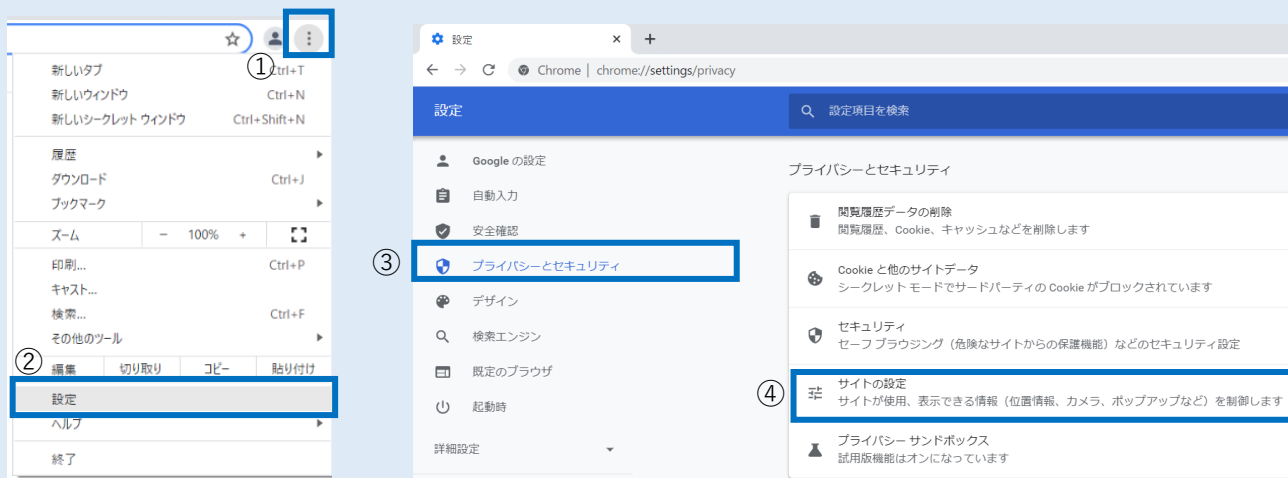 ①
新しいタブ Ctrl+T
新しいウィンドウ Ctrl+N
新しいシークレット ウィンドウ Ctrl+Shift+N
履歴
ダウンロード Ctrl+J
ブックマーク
ズーム － 100% ＋
印刷... Ctrl+P
キャスト...
検索... Ctrl+F
その他のツール
②
編集 切り取り コピー 貼り付け
設定
ヘルプ
終了
設定 × +
Chrome | chrome://settings/privacy
設定
設定項目を検索
Google の設定
自動入力
安全確認
③
プライバシーとセキュリティ
デザイン
検索エンジン
既定のブラウザ
起動時
詳細設定
プライバシーとセキュリティ
閲覧履歴データの削除
閲覧履歴、Cookie、キャッシュなどを削除します
Cookie と他のサイトデータ
シークレット モードでサードパーティの Cookie がブロックされています
セキュリティ
セーフ ブラウジング（危険なサイトからの保護機能）などのセキュリティ設定
④
サイトの設定
サイトが使用、表示できる情報（位置情報、カメラ、ポップアップなど）を制御します
プライバシー サンドボックス
試用版機能はオンになっています